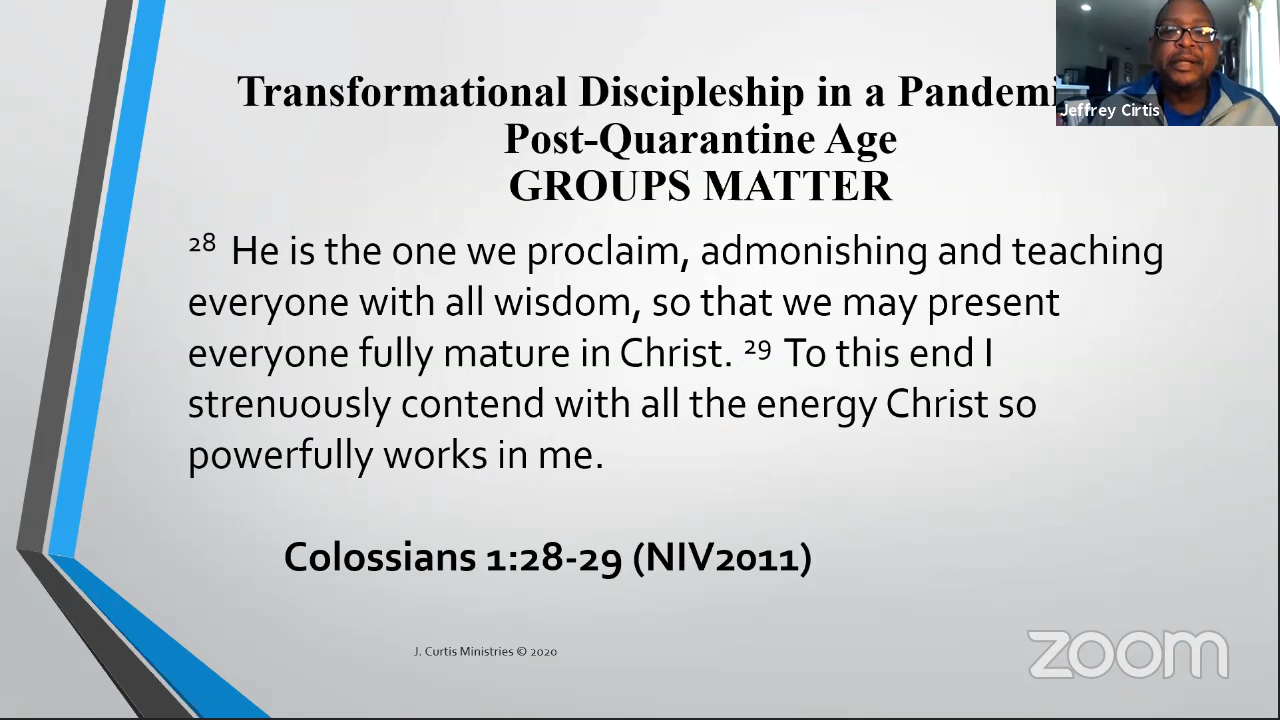 Transformational Discipleship in a Pandemi
Post-Quarantine Age
GROUPS MATTER
Jeffrey Cirtis
28 He is the one we proclaim, admonishing and teaching
everyone with all wisdom, so that we may present
everyone fully mature in Christ. 29 To this end I
strenuously contend with all the energy Christ so
powerfully works in me.
Colossians 1:28-29 (NIV2011)
J. Curtis Ministries © 2020
zoom